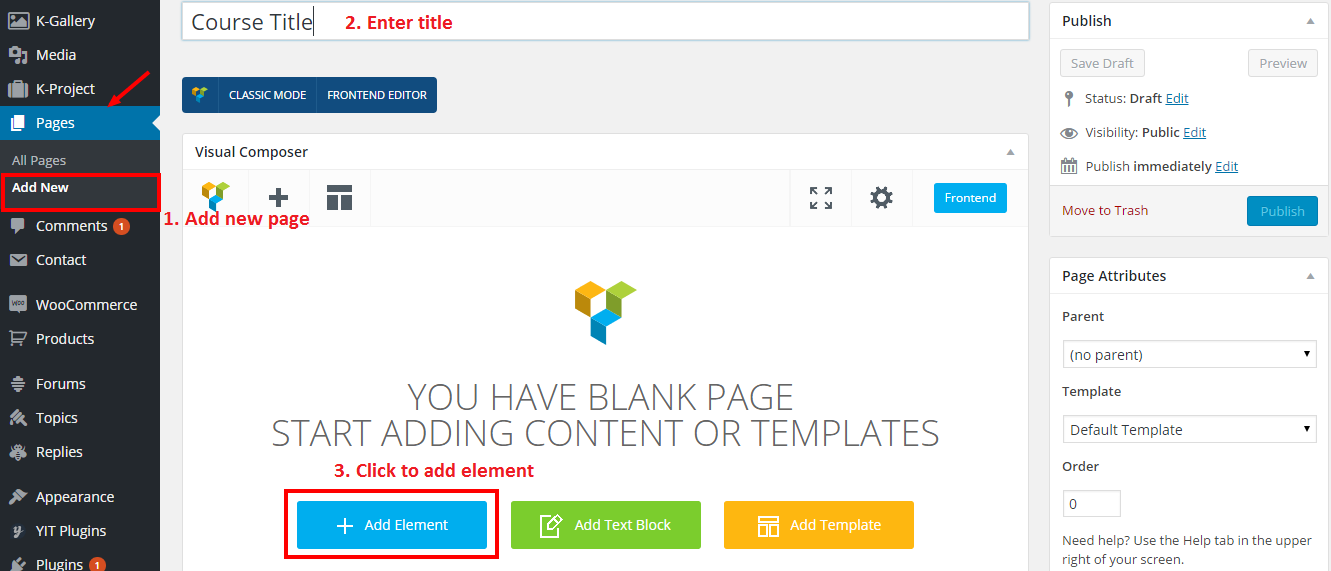 K-Gallery
Media
K-Project
Pages
All Pages
Add New
Comments 1
Contact
WooCommerce
Products
Forums
Topics
Replies
Appearance
YIT Plugins
Plugins 1
Course Title
2. Enter title
CLASSIC MODE
FRONTEND EDITOR
Visual Composer
Frontend
1. Add new page
YOU HAVE BLANK PAGE
START ADDING CONTENT OR TEMPLATES
3. Click to add element
Add Element
Add Text Block
Add Template
Publish
Save Draft
Preview
Status: Draft Edit
Visibility: Public Edit
Publish immediately Edit
Move to Trash
Publish
Page Attributes
Parent
(no parent)
Template
Default Template
Order
0
Need help? Use the Help tab in the upper
right of your screen.